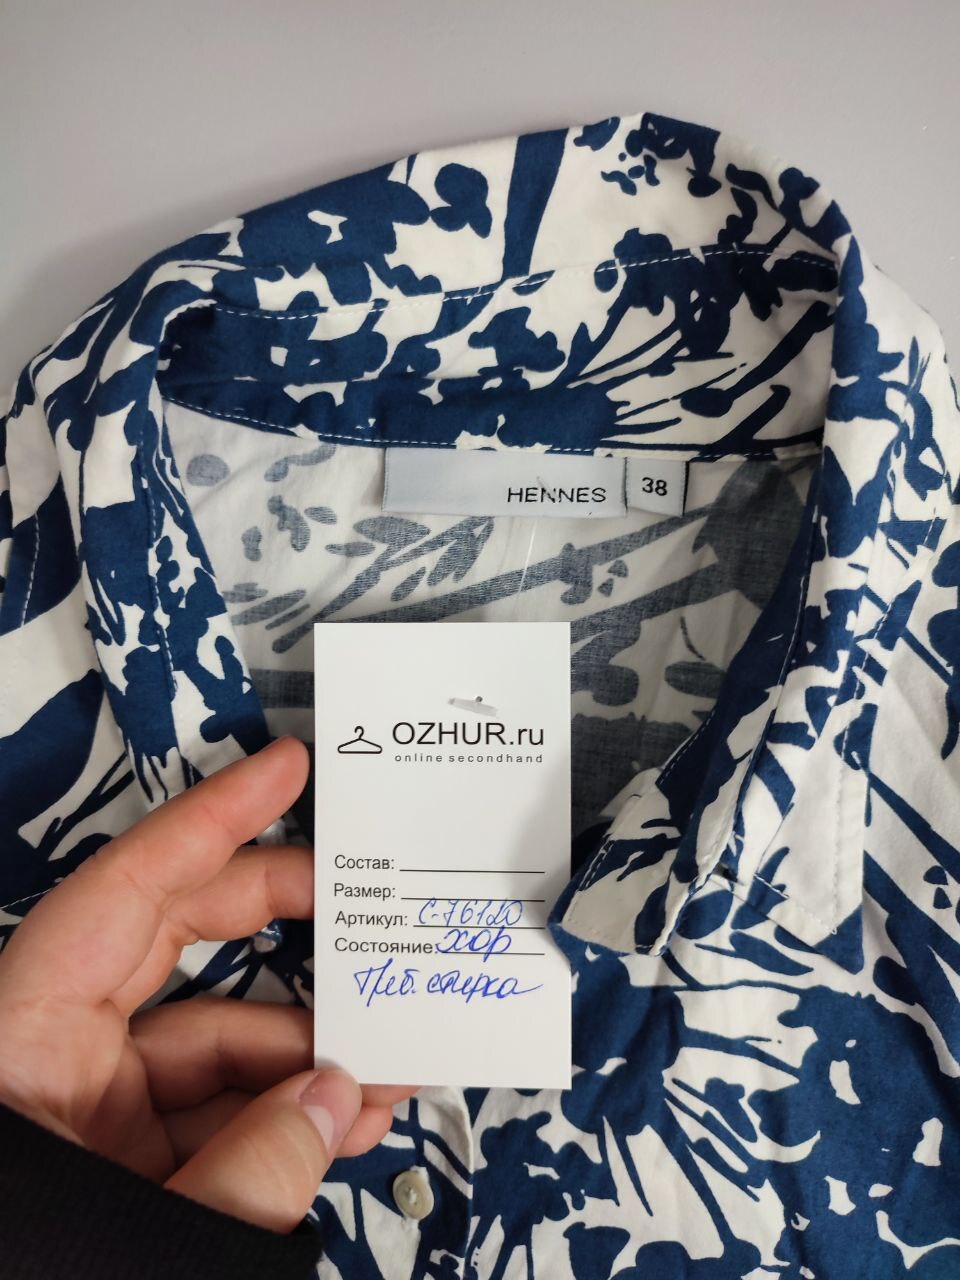 HENNES
38
OZHUR.ru
online secondhand
Состав:
Размер:
Артикул: С-76120
Состояние: хор
Треб. стирка